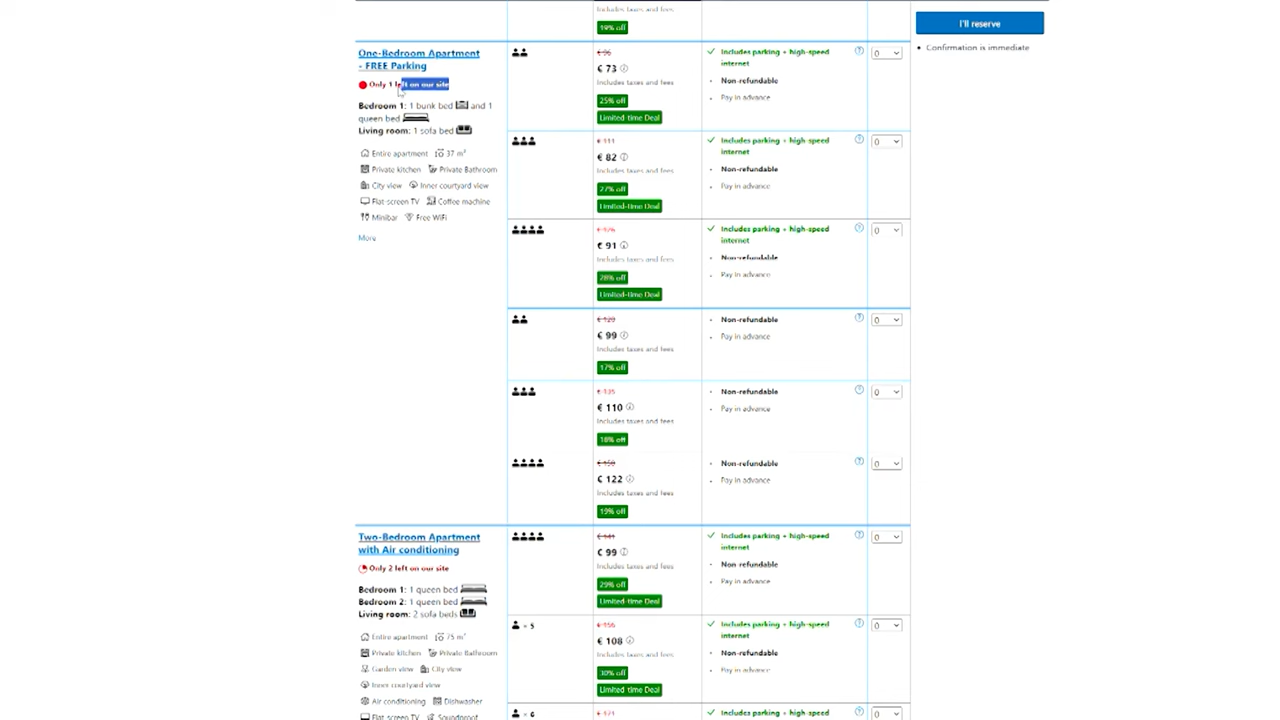 Includes taxes and fees
19% off
I'll reserve
Confirmation is immediate
One-Bedroom Apartment
- FREE Parking
Only 1 left on our site
Bedroom 1: 1 bunk bed and 1
queen bed
Living room: 1 sofa bed
Entire apartment 37 m²
Private kitchen Private Bathroom
City view Inner courtyard view
Flat-screen TV Coffee machine
Minibar Free WiFi
More
€ 96
€ 73
Includes taxes and fees
25% off
Limited-time Deal
Includes parking + high-speed
internet
Non-refundable
Pay in advance
0
€ 111
€ 82
Includes taxes and fees
27% off
Limited-time Deal
Includes parking + high-speed
internet
Non-refundable
Pay in advance
0
€ 126
€ 91
Includes taxes and fees
28% off
Limited-time Deal
Includes parking + high-speed
internet
Non-refundable
Pay in advance
0
€ 120
€ 99
Includes taxes and fees
17% off
Non-refundable
Pay in advance
0
€ 135
€ 110
Includes taxes and fees
18% off
Non-refundable
Pay in advance
0
€ 150
€ 122
Includes taxes and fees
19% off
Non-refundable
Pay in advance
0
Two-Bedroom Apartment
with Air conditioning
Only 2 left on our site
Bedroom 1: 1 queen bed
Bedroom 2: 1 queen bed
Living room: 2 sofa beds
Entire apartment 75 m²
Private kitchen Private Bathroom
Garden view City view
Inner courtyard view
Air conditioning Dishwasher
Flat-screen TV Soundproof
€ 141
€ 99
Includes taxes and fees
29% off
Limited-time Deal
Includes parking + high-speed
internet
Non-refundable
Pay in advance
0
× 5
€ 156
€ 108
Includes taxes and fees
30% off
Limited-time Deal
Includes parking + high-speed
internet
Non-refundable
Pay in advance
0
× 6
€ 171
Includes parking + high-speed
0